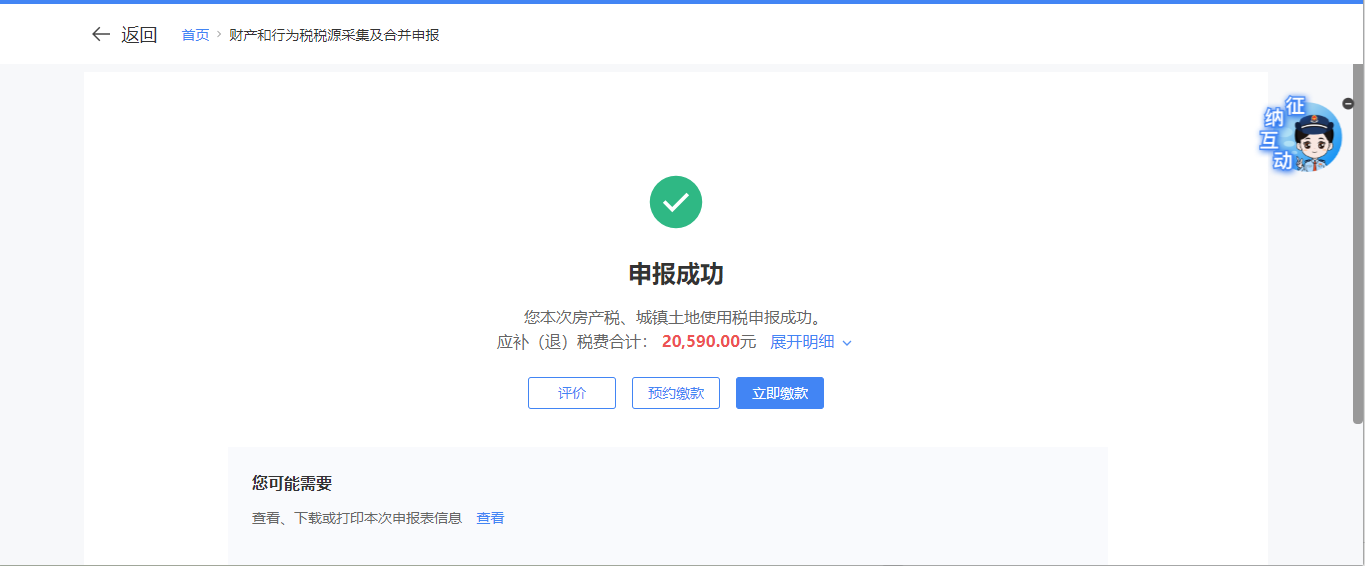 返回 首页 > 财产和行为税税源采集及合并申报
征
纳
互
动
申报成功
您本次房产税、城镇土地使用税申报成功。
应补（退）税费合计： 20,590.00元 展开明细
评价 预约缴款 立即缴款
您可能需要
查看、下载或打印本次申报表信息 查看